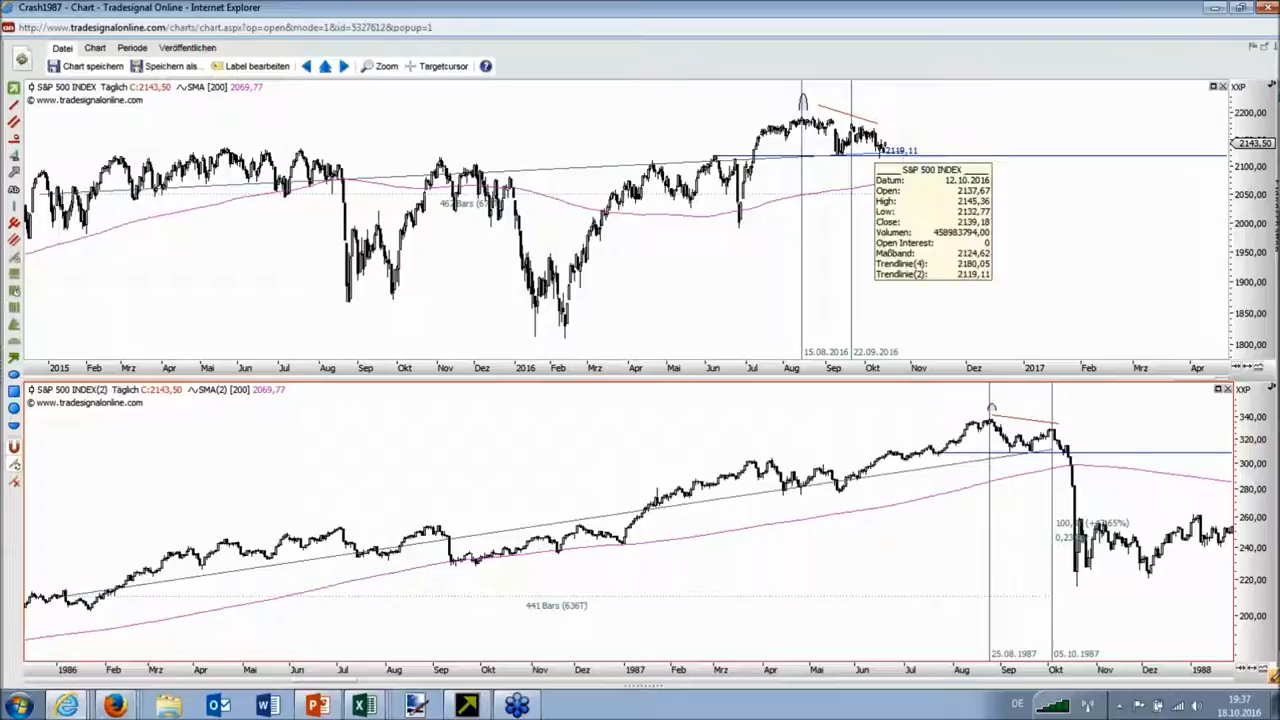 Crash1987 - Chart - Tradesignal Online - Internet Explorer
http://www.tradesignalonline.com/charts/chart.aspx?op=open&mode=1&id=5327612&popup=1
Datei Chart Periode Veröffentlichen
Chart speichern Speichern als... Label bearbeiten Zoom Targetcursor
S&P 500 INDEX Täglich C:2143,50 SMA [200] 2069,77
© www.tradesignalonline.com
XXP
2200,00
2143,50
2100,00
2050,00
2000,00
1950,00
1900,00
1850,00
1800,00
2119,11
S&P 500 INDEX
Datum: 12.10.2016
Open: 2137,67
High: 2145,36
Low: 2132,77
Close: 2139,18
Volumen: 458983794,00
Open Interest: 0
Maßband: 2124,62
Trendlinie(4): 2180,05
Trendlinie(2): 2119,11
15.08.2016 22.09.2016
2015 Feb Mrz Apr Mai Jun Jul Aug Sep Okt Nov Dez 2016 Feb Mrz Apr Mai Jun Jul Aug Sep Okt Nov Dez 2017 Feb Mrz Apr
S&P 500 INDEX(2) Täglich C:2143,50 SMA(2) [200] 2069,77
© www.tradesignalonline.com
XXP
340,00
320,00
300,00
280,00
260,00
240,00
220,00
200,00
441 Bars (636T)
25.08.1987 05.10.1987
1986 Feb Mrz Apr Mai Jun Jul Aug Sep Okt Nov Dez 1987 Feb Mrz Apr Mai Jun Aug Sep Okt Nov Dez 1988
DE
19:37
18.10.2016